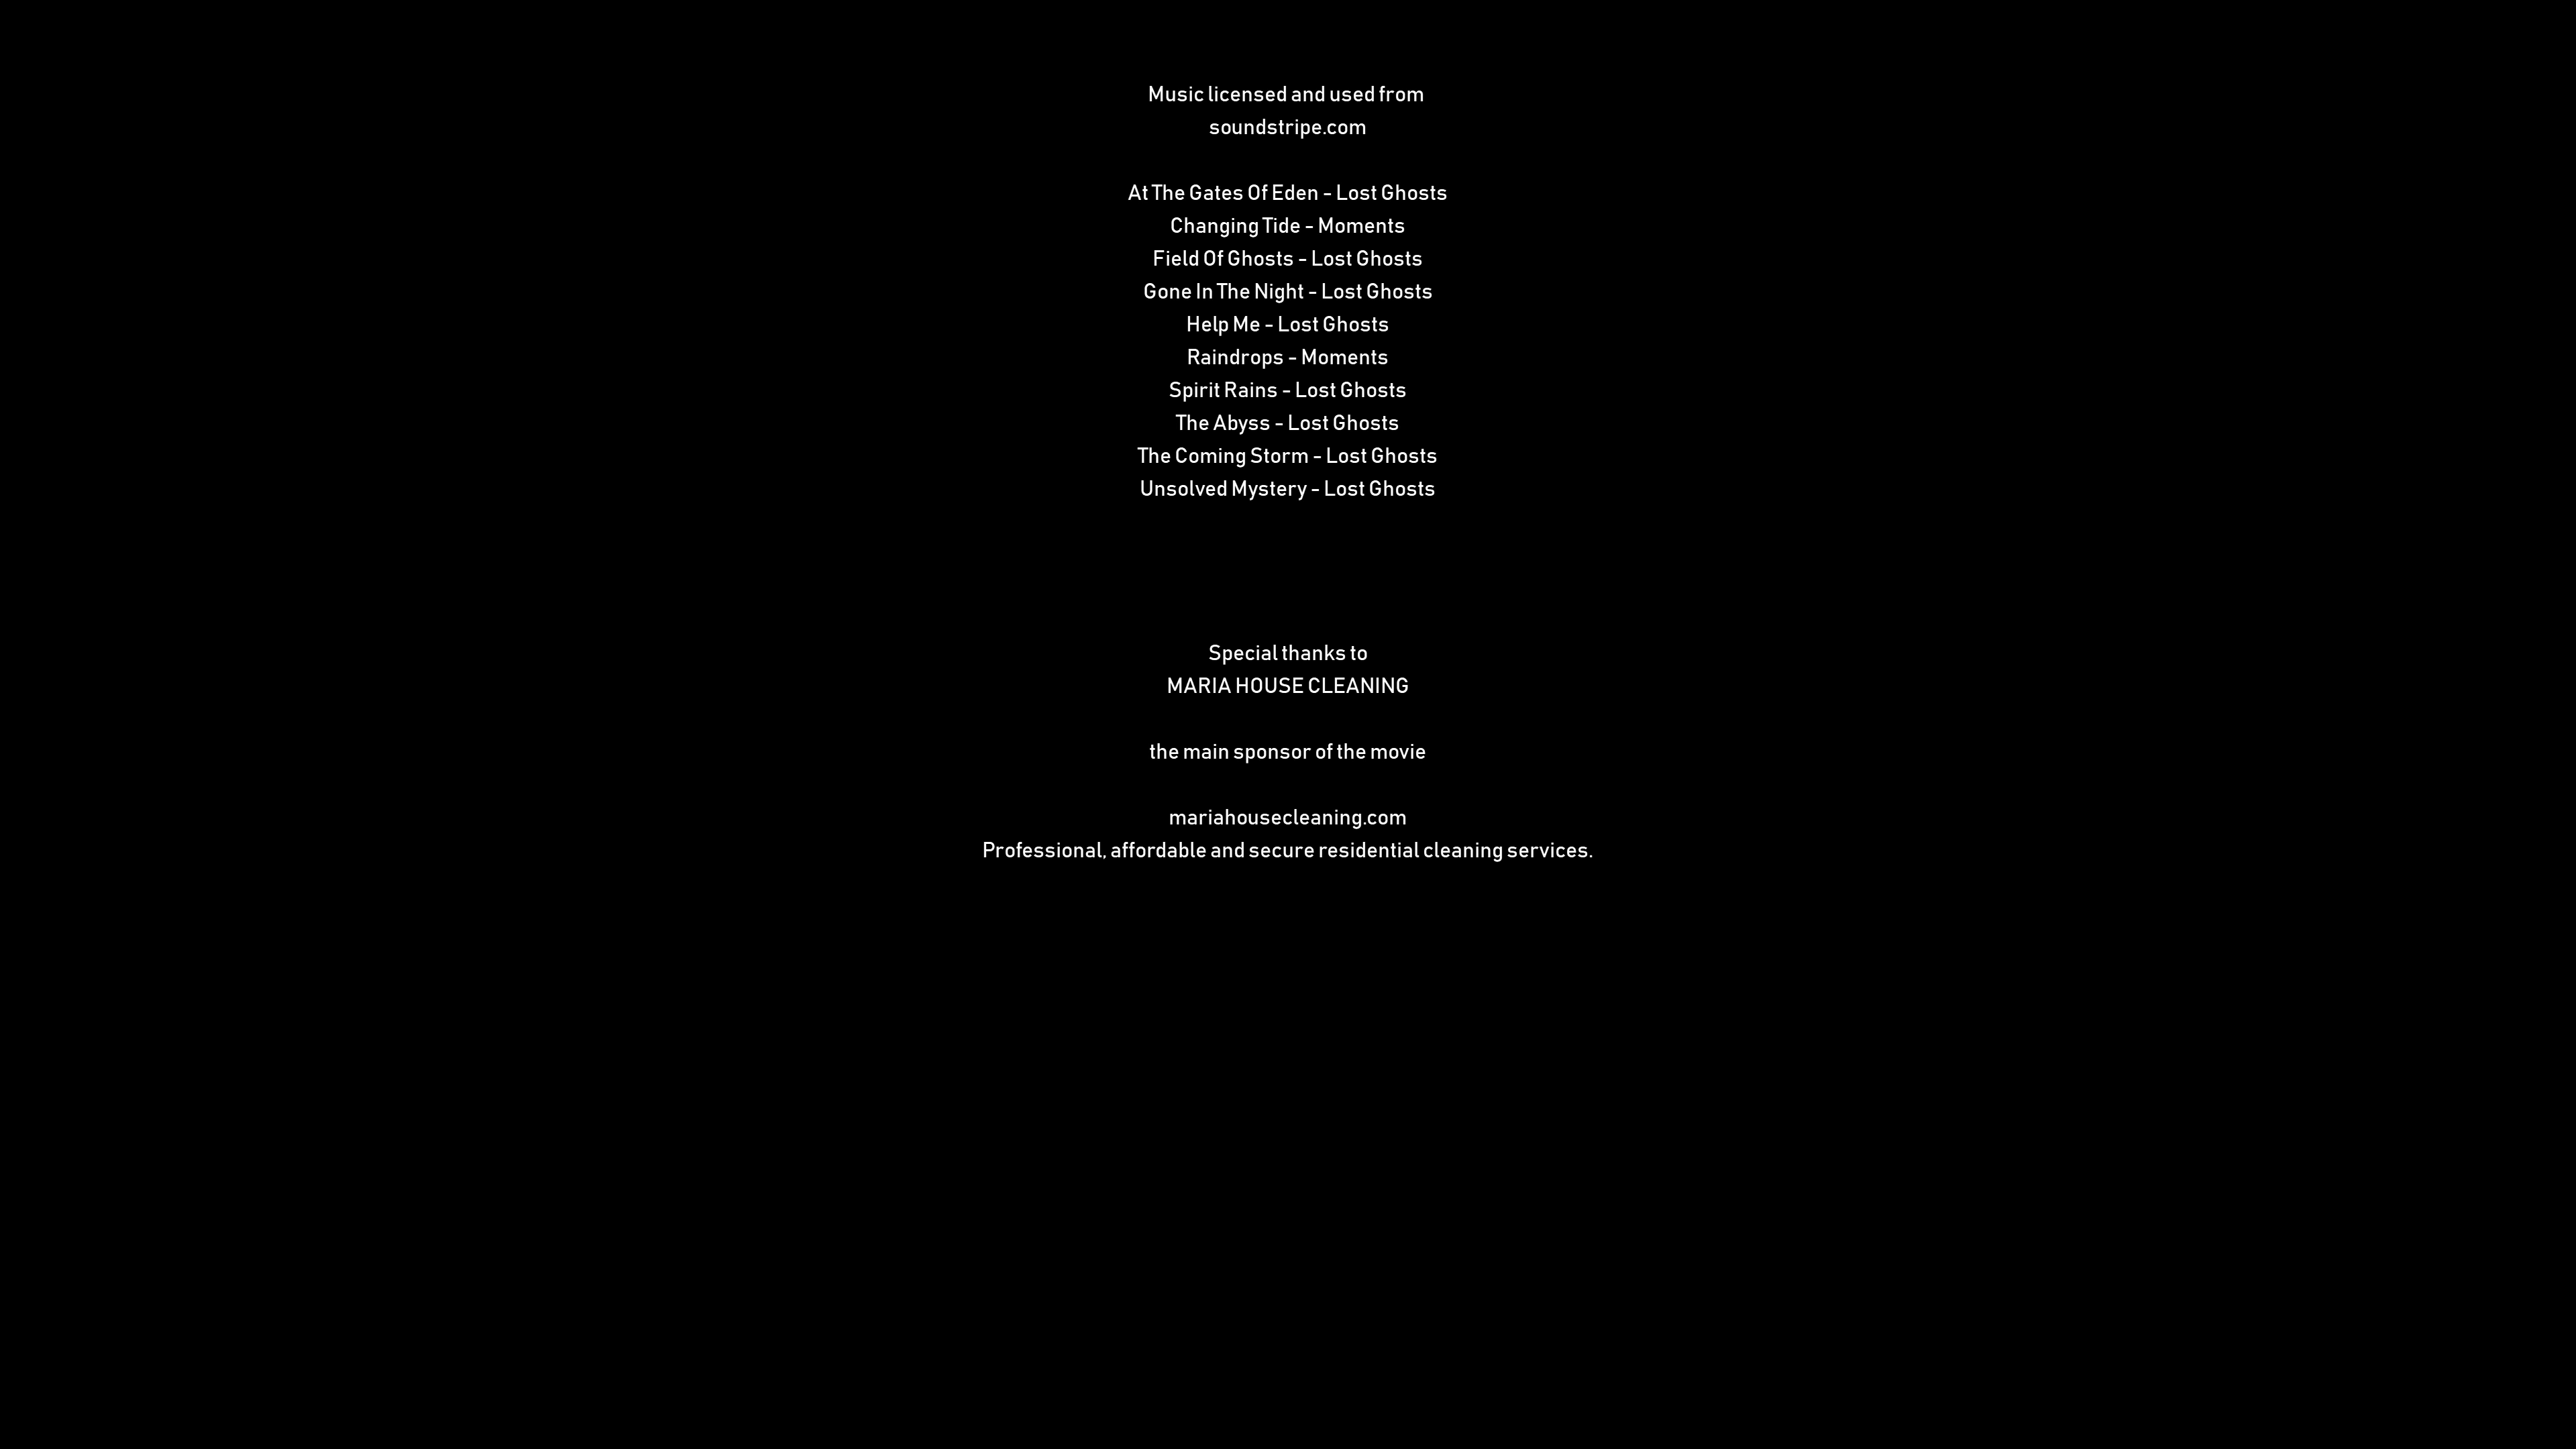 Music licensed and used from
soundstripe.com
At The Gates Of Eden - Lost Ghosts
Changing Tide - Moments
Field Of Ghosts - Lost Ghosts
Gone In The Night - Lost Ghosts
Help Me - Lost Ghosts
Raindrops - Moments
Spirit Rains - Lost Ghosts
The Abyss - Lost Ghosts
The Coming Storm - Lost Ghosts
Unsolved Mystery - Lost Ghosts
Special thanks to
MARIA HOUSE CLEANING
the main sponsor of the movie
mariahousecleaning.com
Professional, affordable and secure residential cleaning services.